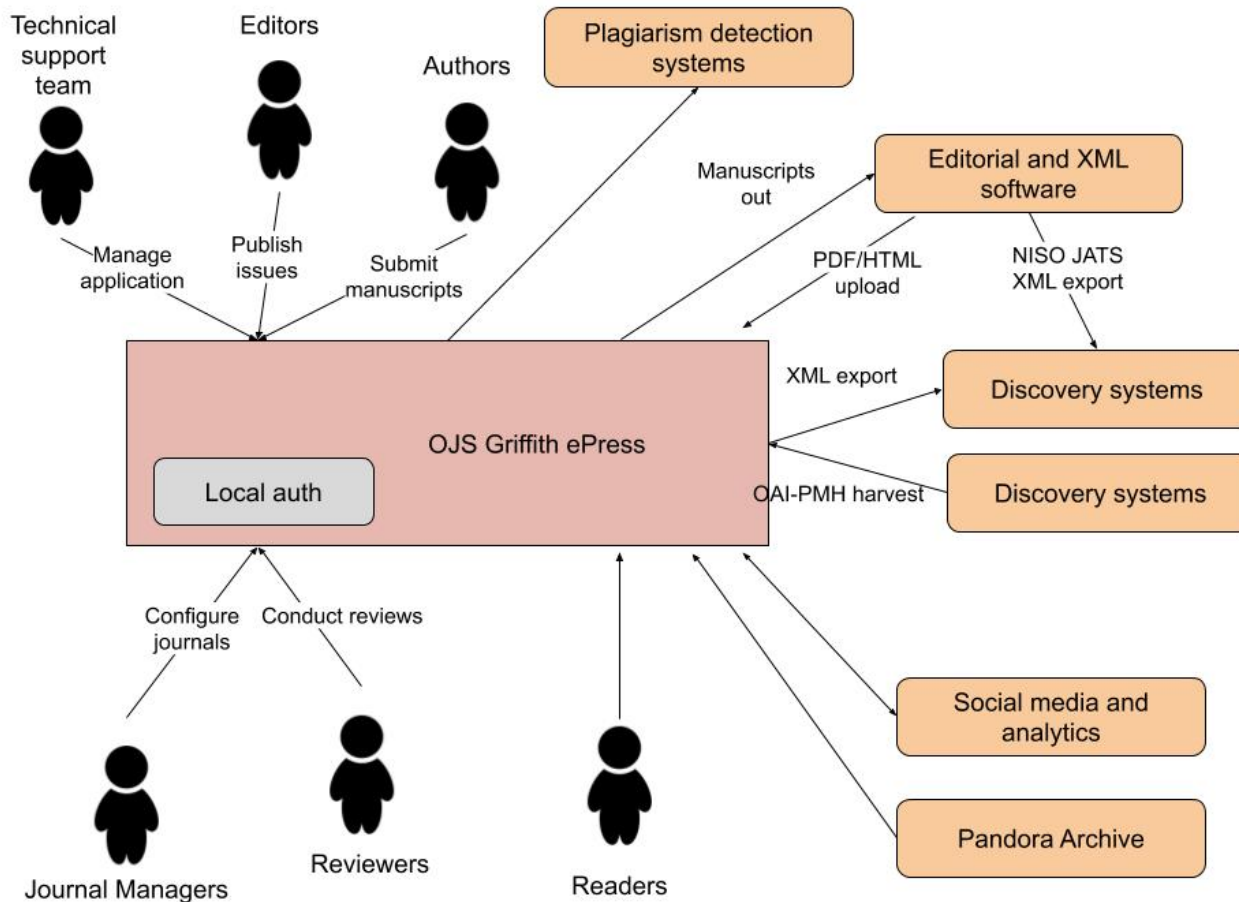 Technical
support
team
Editors
Authors
Plagiarism detection
systems
Manuscripts
out
Editorial and XML
software
Manage
application
Publish
issues
Submit
manuscripts
PDF/HTML
upload
NISO JATS
XML export
XML export
Discovery systems
OJS Griffith ePress
Local auth
OAI-PMH harvest
Discovery systems
Configure
journals
Conduct reviews
Social media and
analytics
Pandora Archive
Journal Managers
Reviewers
Readers